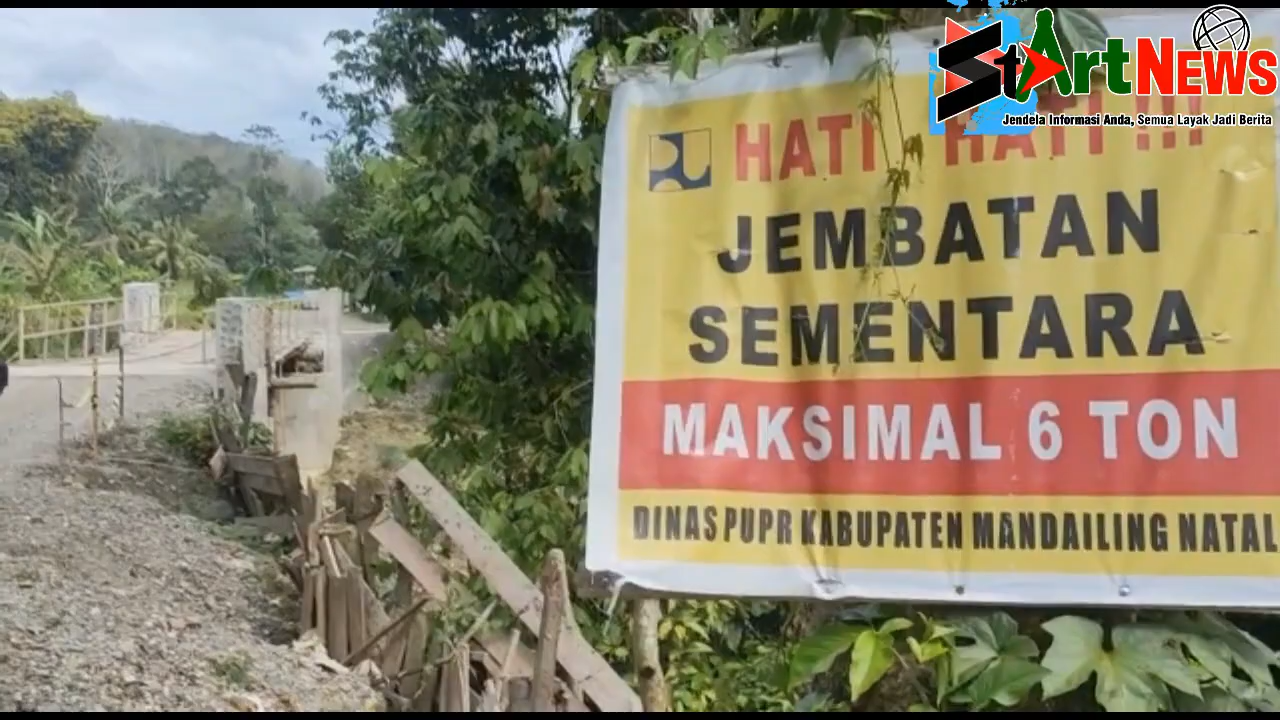 StArtNEWS
Jendela Informasi Anda, Semua Layak Jadi Berita
HATI HATI !!!
JEMBATAN
SEMENTARA
MAKSIMAL 6 TON
DINAS PUPR KABUPATEN MANDAILING NATAL